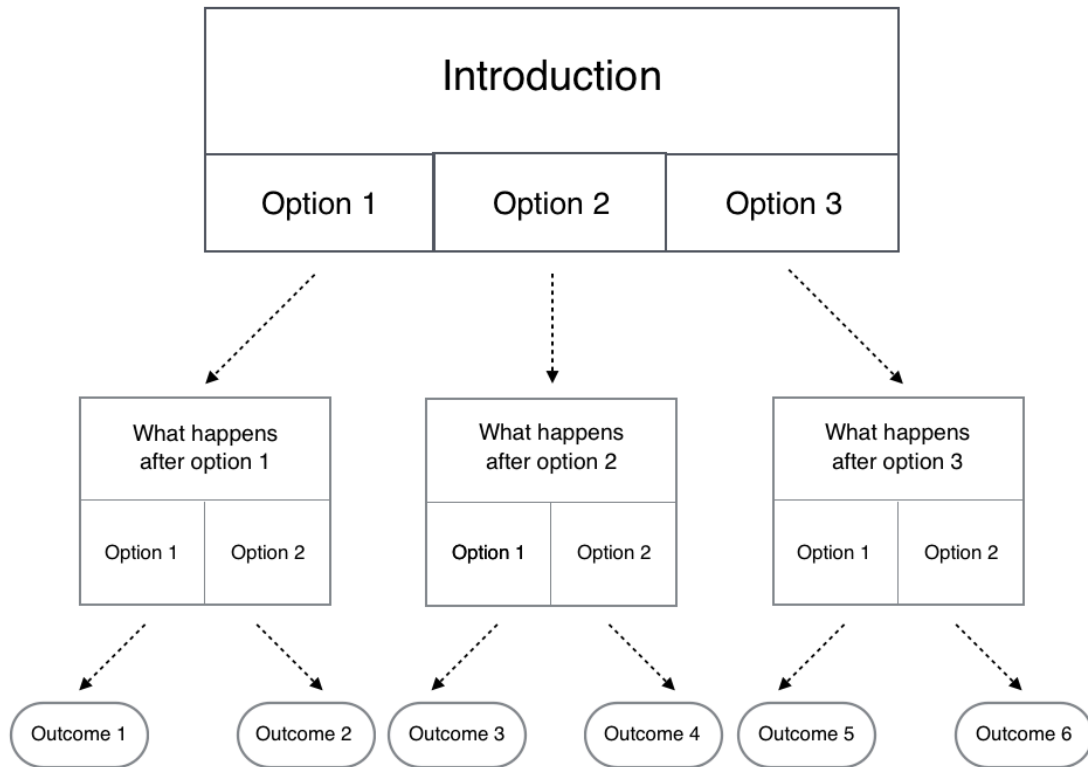 Introduction
Option 1
Option 2
Option 3
What happens
after option 1
What happens
after option 2
What happens
after option 3
Option 1
Option 2
Option 1
Option 2
Option 1
Option 2
Outcome 1
Outcome 2
Outcome 3
Outcome 4
Outcome 5
Outcome 6